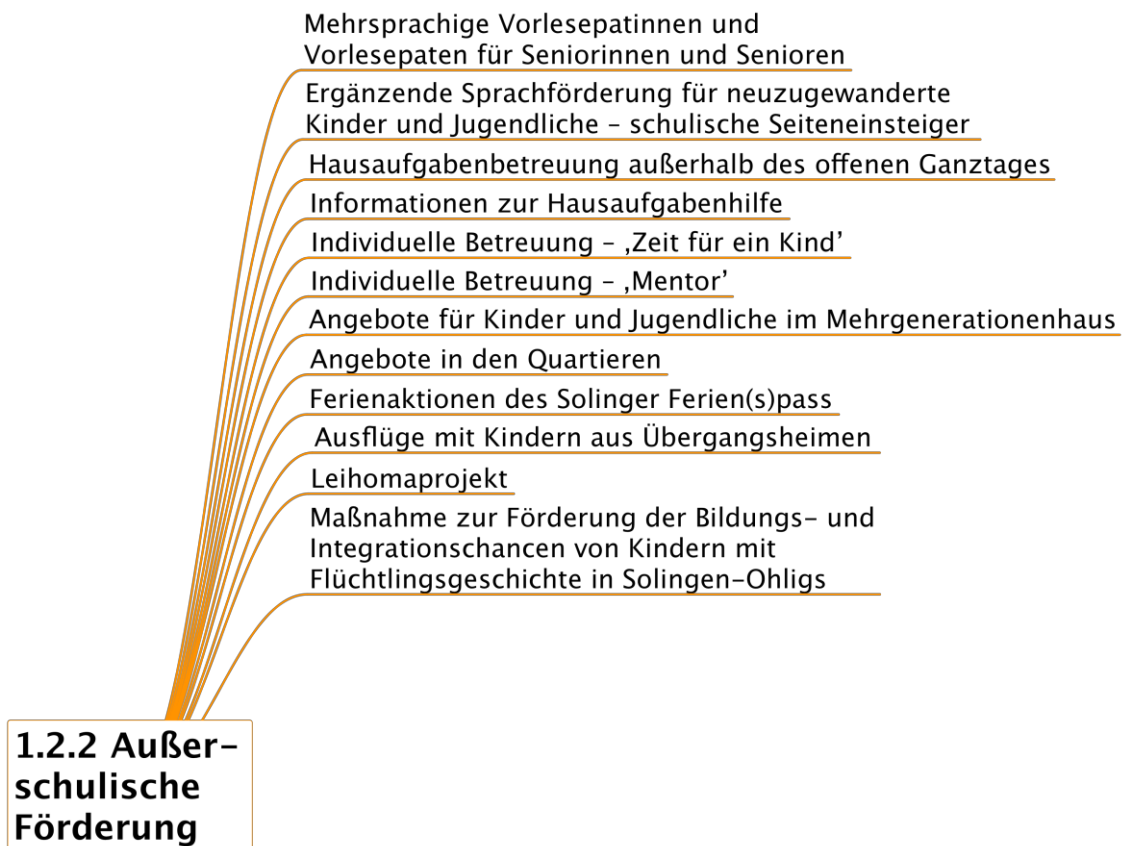 Mehrsprachige Vorlesepatinnen und
Vorlesepaten für Seniorinnen und Senioren
Ergänzende Sprachförderung für neuzugewanderte
Kinder und Jugendliche – schulische Seiteneinsteiger
Hausaufgabenbetreuung außerhalb des offenen Ganztages
Informationen zur Hausaufgabenhilfe
Individuelle Betreuung – ‚Zeit für ein Kind’
Individuelle Betreuung – ‚Mentor’
Angebote für Kinder und Jugendliche im Mehrgenerationenhaus
Angebote in den Quartieren
Ferienaktionen des Solinger Ferien(s)pass
Ausflüge mit Kindern aus Übergangsheimen
Leihomaprojekt
Maßnahme zur Förderung der Bildungs– und
Integrationschancen von Kindern mit
Flüchtlingsgeschichte in Solingen–Ohligs
1.2.2 Außer–
schulische
Förderung